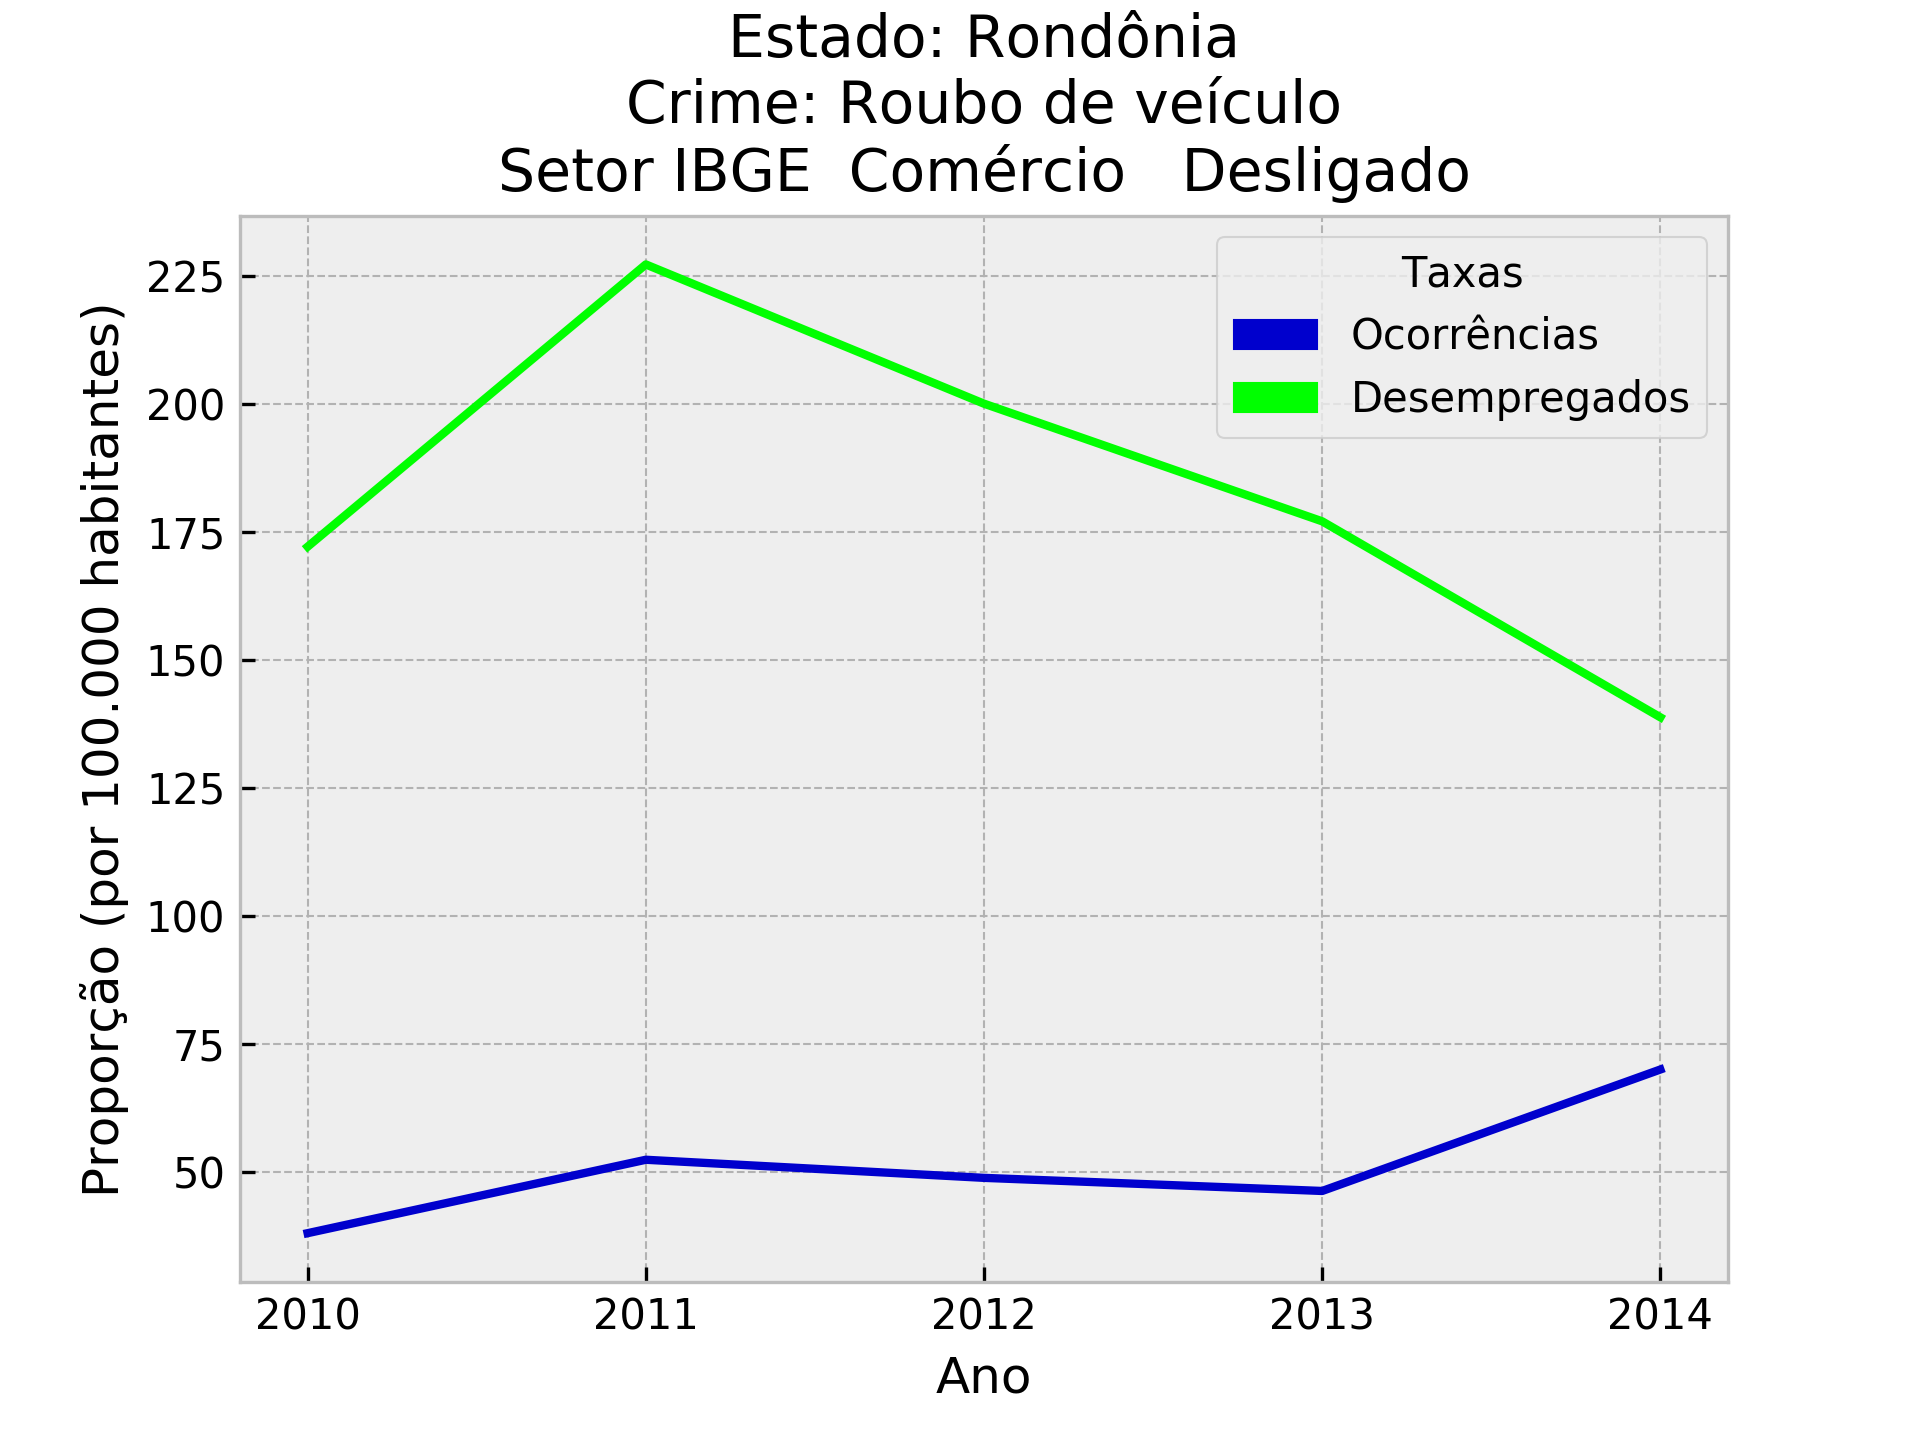 Estado: Rondônia
Crime: Roubo de veículo
Setor IBGE  Comércio   Desligado
Proporção (por 100.000 habitantes)
225
200
175
150
125
100
75
50
Taxas
Ocorrências
Desempregados
2010
2011
2012
2013
2014
Ano